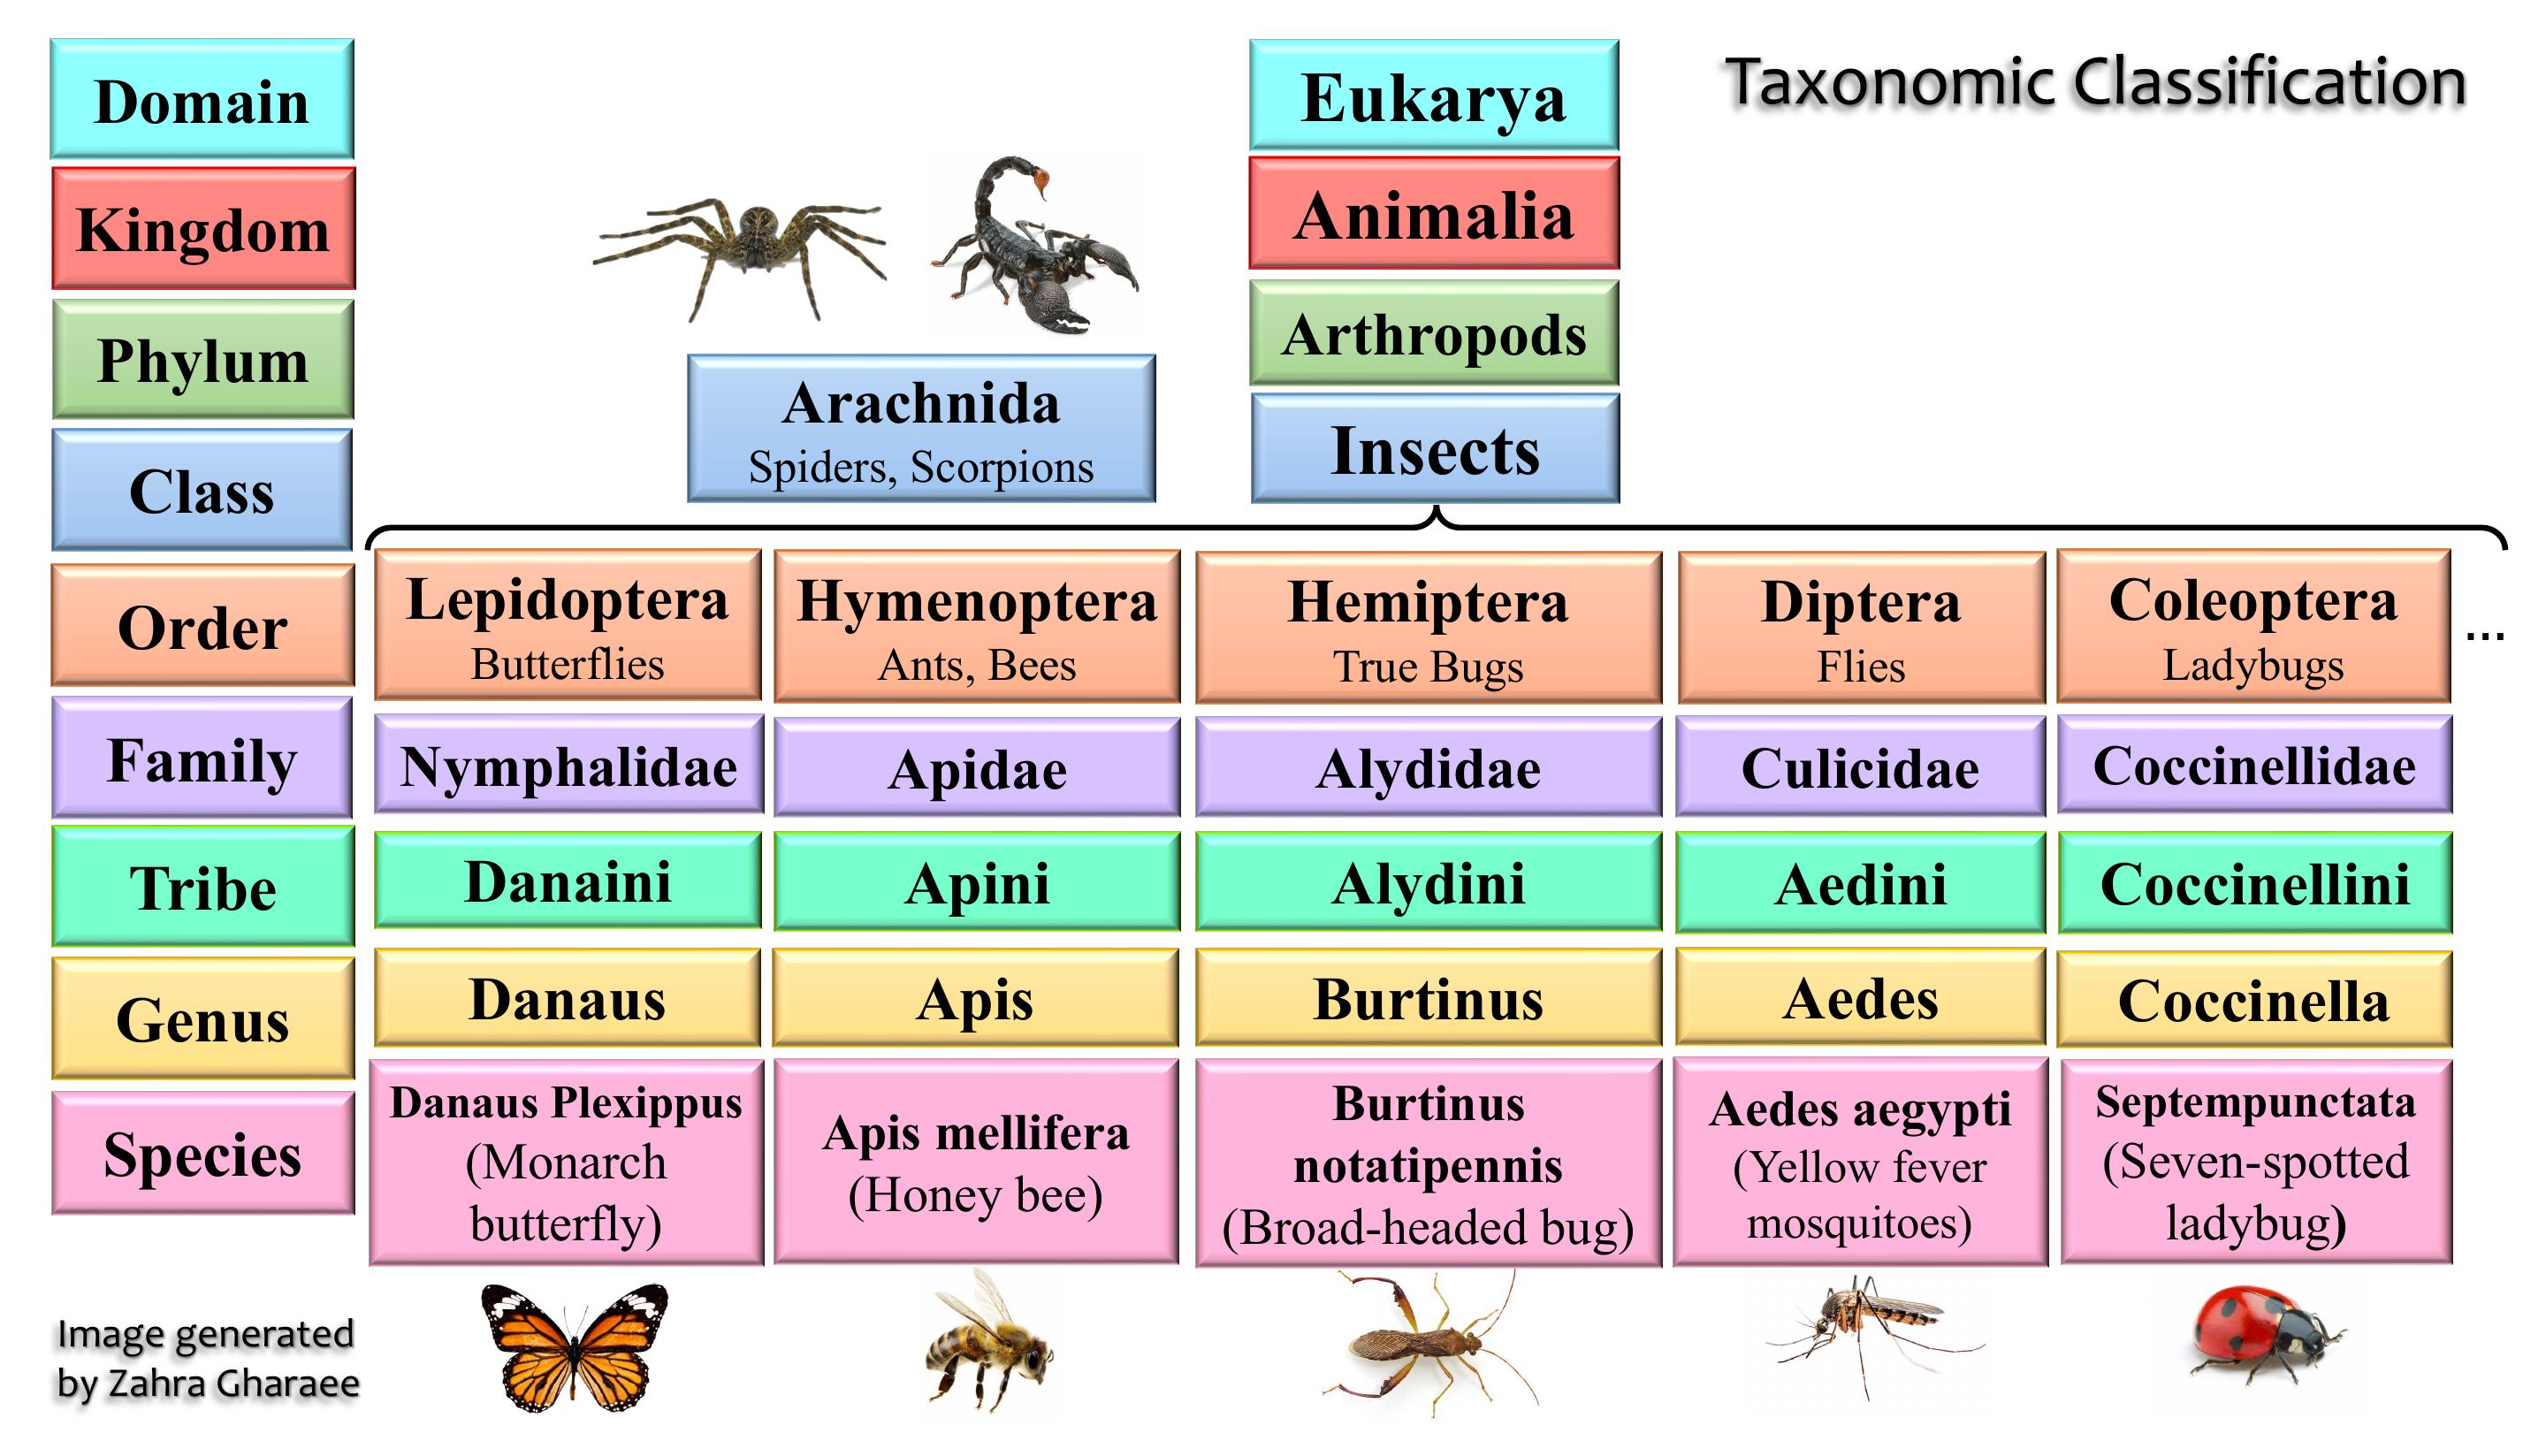 Taxonomic Classification
Domain
Eukarya
Kingdom
Animalia
Phylum
Arthropods
Class
Arachnida
Spiders, Scorpions
Insects
Order
Lepidoptera
Butterflies
Hymenoptera
Ants, Bees
Hemiptera
True Bugs
Diptera
Flies
Coleoptera
Ladybugs
...
Family
Nymphalidae
Apidae
Alydidae
Culicidae
Coccinellidae
Tribe
Danaini
Apini
Alydini
Aedini
Coccinellini
Genus
Danaus
Apis
Burtinus
Aedes
Coccinella
Species
Danaus Plexippus
(Monarch
butterfly)
Apis mellifera
(Honey bee)
Burtinus
notatipennis
(Broad-headed bug)
Aedes aegypti
(Yellow fever
mosquitoes)
Septempunctata
(Seven-spotted
ladybug)
Image generated
by Zahra Gharaee